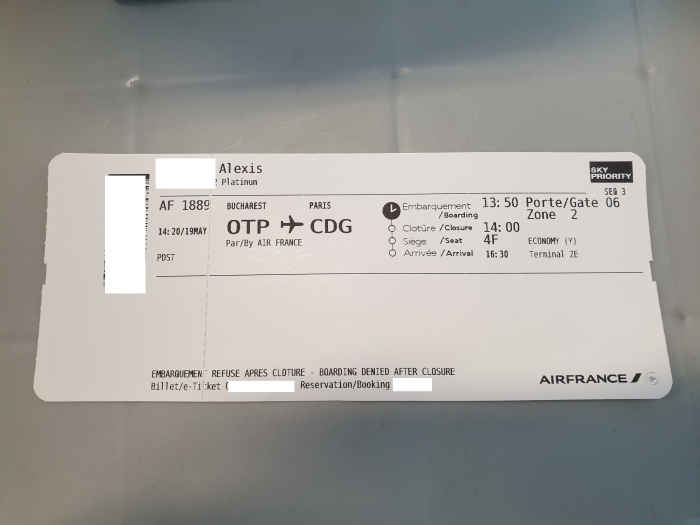 Alexis
Platinum
SKY PRIORITY
SEQ 3
AF 1889 BUCHAREST PARIS
14:20/19MAY OTP CDG
Par/By AIR FRANCE
PDST
Embarquement /Boarding 13:50 Porte/Gate 06
Zone 2
Clotûre /Closure 14:00
Siège /Seat 4F ECONOMY (Y)
Arrivée /Arrival 16:30 Terminal 2E
EMBARQUEMENT REFUSE APRES CLOTURE - BOARDING DENIED AFTER CLOSURE
Billet/e-Ticket Reservation/Booking
AIRFRANCE